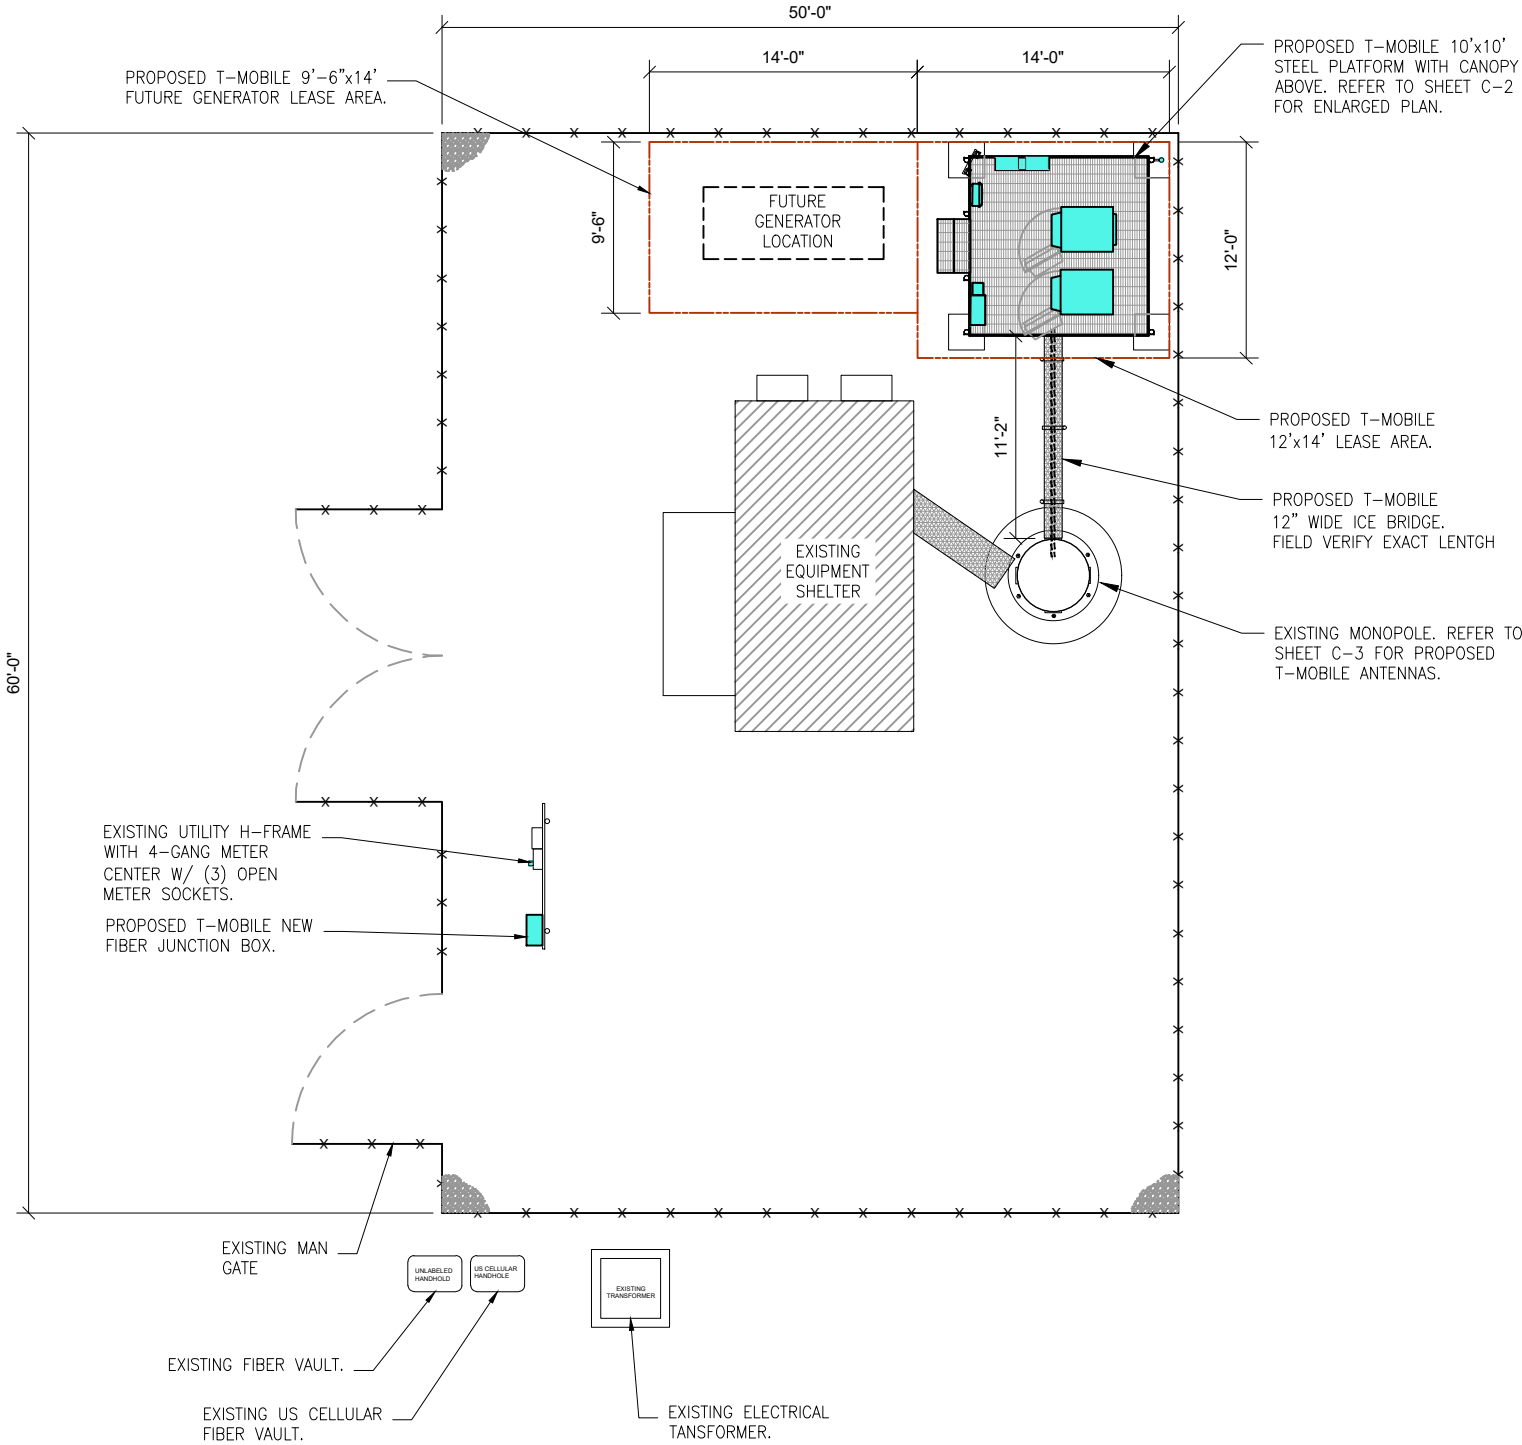 50'-0"
14'-0"
14'-0"
PROPOSED T-MOBILE 9'-6"x14'
FUTURE GENERATOR LEASE AREA.
PROPOSED T-MOBILE 10'x10'
STEEL PLATFORM WITH CANOPY
ABOVE. REFER TO SHEET C-2
FOR ENLARGED PLAN.
9'-6"
FUTURE
GENERATOR
LOCATION
12'-0"
11'-2"
PROPOSED T-MOBILE
12'x14' LEASE AREA.
PROPOSED T-MOBILE
12" WIDE ICE BRIDGE.
FIELD VERIFY EXACT LENTGH
EXISTING
EQUIPMENT
SHELTER
EXISTING MONOPOLE. REFER TO
SHEET C-3 FOR PROPOSED
T-MOBILE ANTENNAS.
60'-0"
EXISTING UTILITY H-FRAME
WITH 4-GANG METER
CENTER W/ (3) OPEN
METER SOCKETS.
PROPOSED T-MOBILE NEW
FIBER JUNCTION BOX.
EXISTING MAN
GATE
UNLABELED
HANDHOLD
US CELLULAR
HANDHOLE
EXISTING
TRANSFORMER
EXISTING FIBER VAULT.
EXISTING US CELLULAR
FIBER VAULT.
EXISTING ELECTRICAL
TANSFORMER.